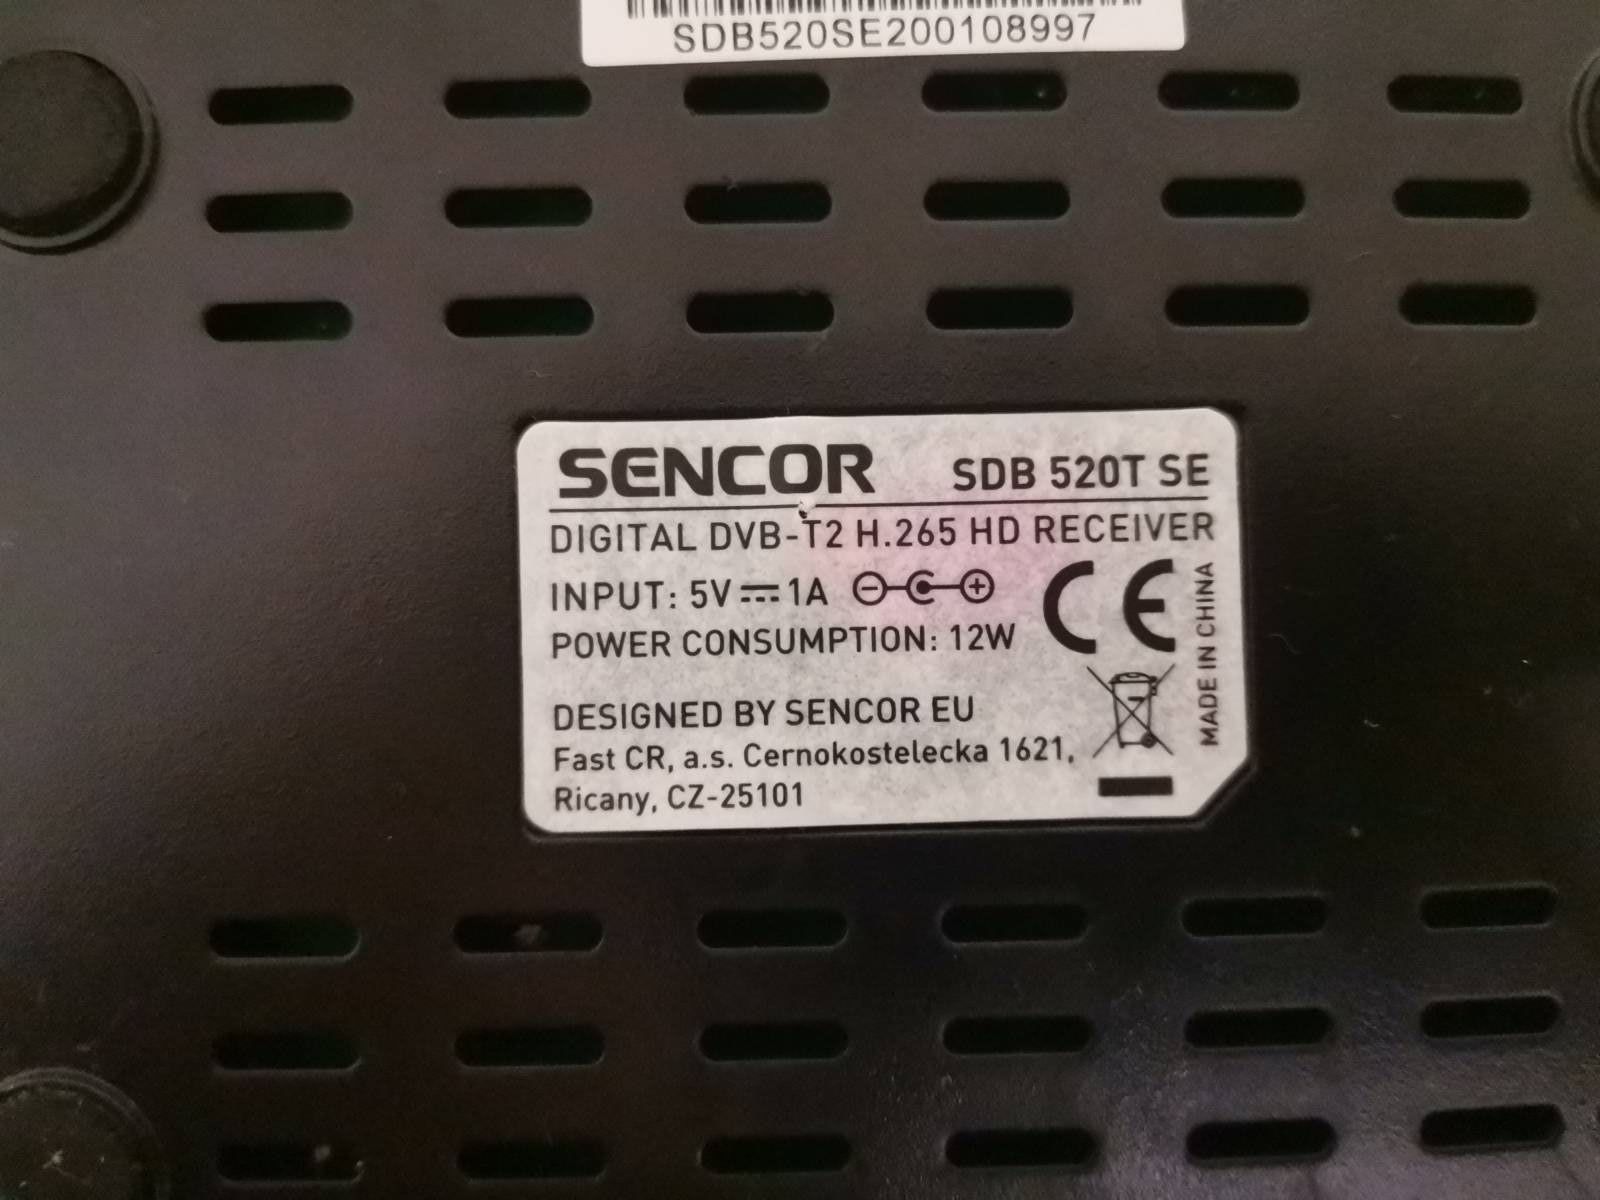 SDB520SE200108997
SENCOR SDB 520T SE
DIGITAL DVB-T2 H.265 HD RECEIVER
INPUT: 5V⎓1A
POWER CONSUMPTION: 12W
CE
MADE IN CHINA
DESIGNED BY SENCOR EU
Fast CR, a.s. Cernokostelecka 1621,
Ricany, CZ-25101